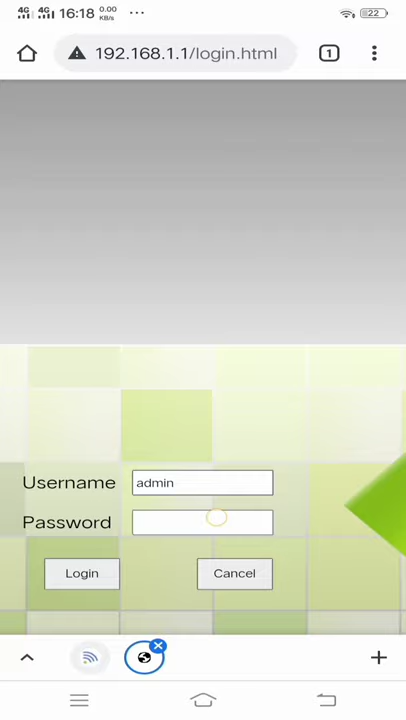 4G 4G 16:18 0.00 KB/s ... 22
192.168.1.1/login.html 1
Username admin
Password
Login Cancel